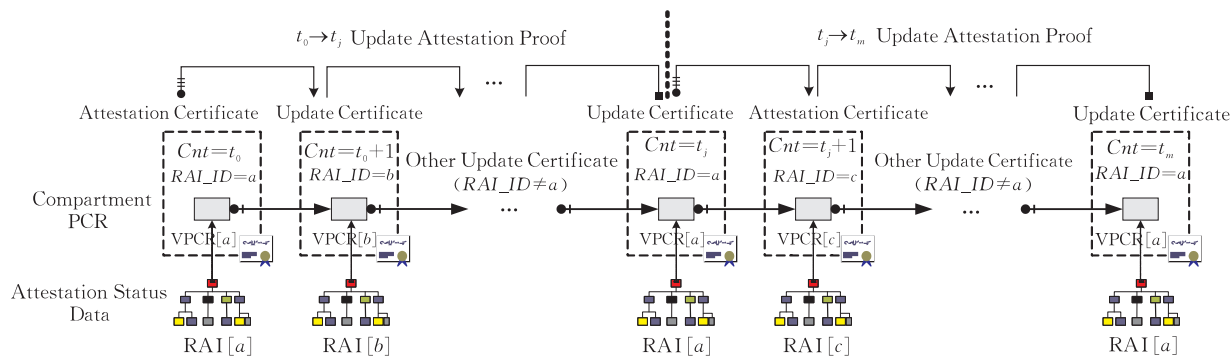 t₀→tⱼ Update Attestation Proof
tⱼ→tₘ Update Attestation Proof
... ...
Attestation Certificate Update Certificate Update Certificate Attestation Certificate Update Certificate
Cnt=t₀ Cnt=t₀+1 Cnt=tⱼ Cnt=tⱼ+1 Cnt=tₘ
RAI_ID=a RAI_ID=b Other Update Certificate RAI_ID=a RAI_ID=c Other Update Certificate RAI_ID=a
(RAI_ID≠a) (RAI_ID≠a)
Compartment
PCR
... ...
VPCR[a] VPCR[b] VPCR[a] VPCR[c] VPCR[a]
Attestation Status
Data
RAI[a] RAI[b] RAI[a] RAI[c] RAI[a]